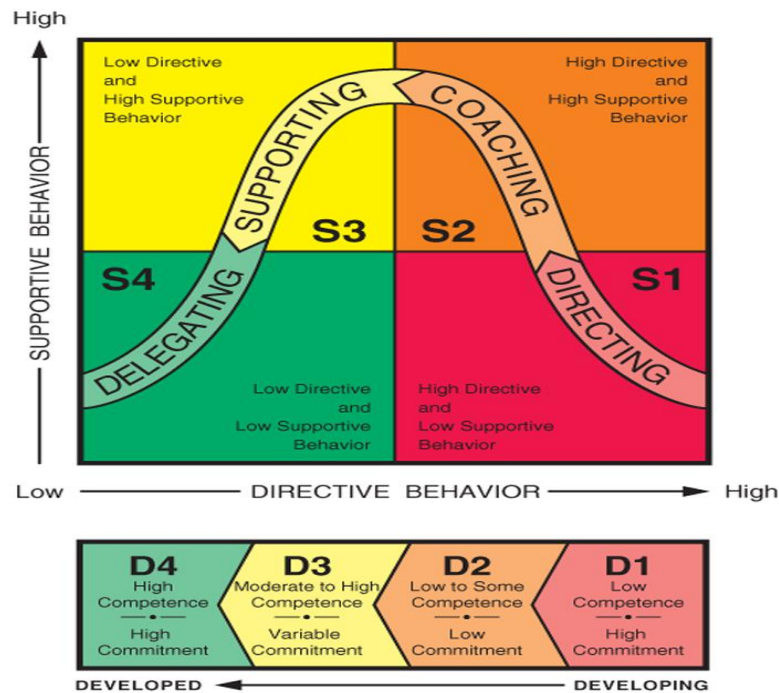 High
SUPPORTIVE BEHAVIOR
Low Directive
and
High Supportive
Behavior
High Directive
and
High Supportive
Behavior
SUPPORTING
COACHING
S3
S2
S4
S1
DELEGATING
DIRECTING
Low Directive
and
Low Supportive
Behavior
High Directive
and
Low Supportive
Behavior
Low
DIRECTIVE BEHAVIOR
High
D4
High
Competence
High
Commitment
D3
Moderate to High
Competence
Variable
Commitment
D2
Low to Some
Competence
Low
Commitment
D1
Low
Competence
High
Commitment
DEVELOPED
DEVELOPING